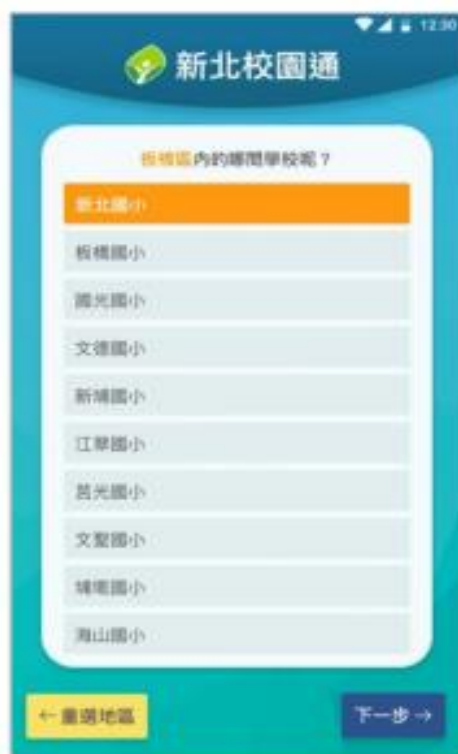 12:30
新北校園通
板橋區內的哪間學校呢？
新北國小
板橋國小
國光國小
文德國小
新埔國小
江翠國小
莒光國小
文聖國小
埔墘國小
海山國小
← 重選地區
下一步 →